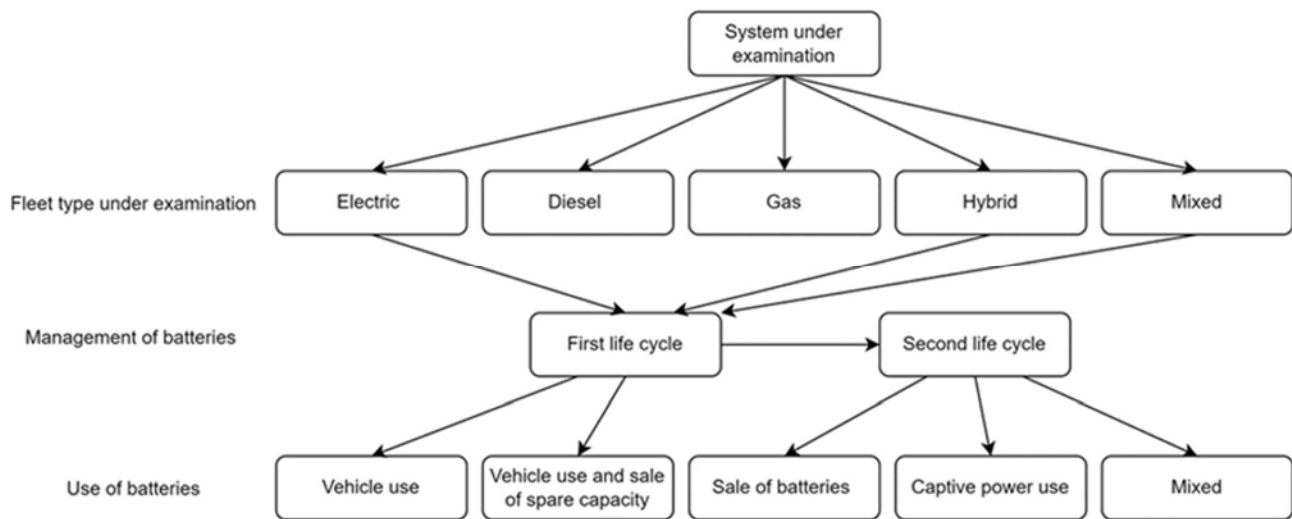 System under
examination
Fleet type under examination
Electric
Diesel
Gas
Hybrid
Mixed
Management of batteries
First life cycle
Second life cycle
Use of batteries
Vehicle use
Vehicle use and sale
of spare capacity
Sale of batteries
Captive power use
Mixed